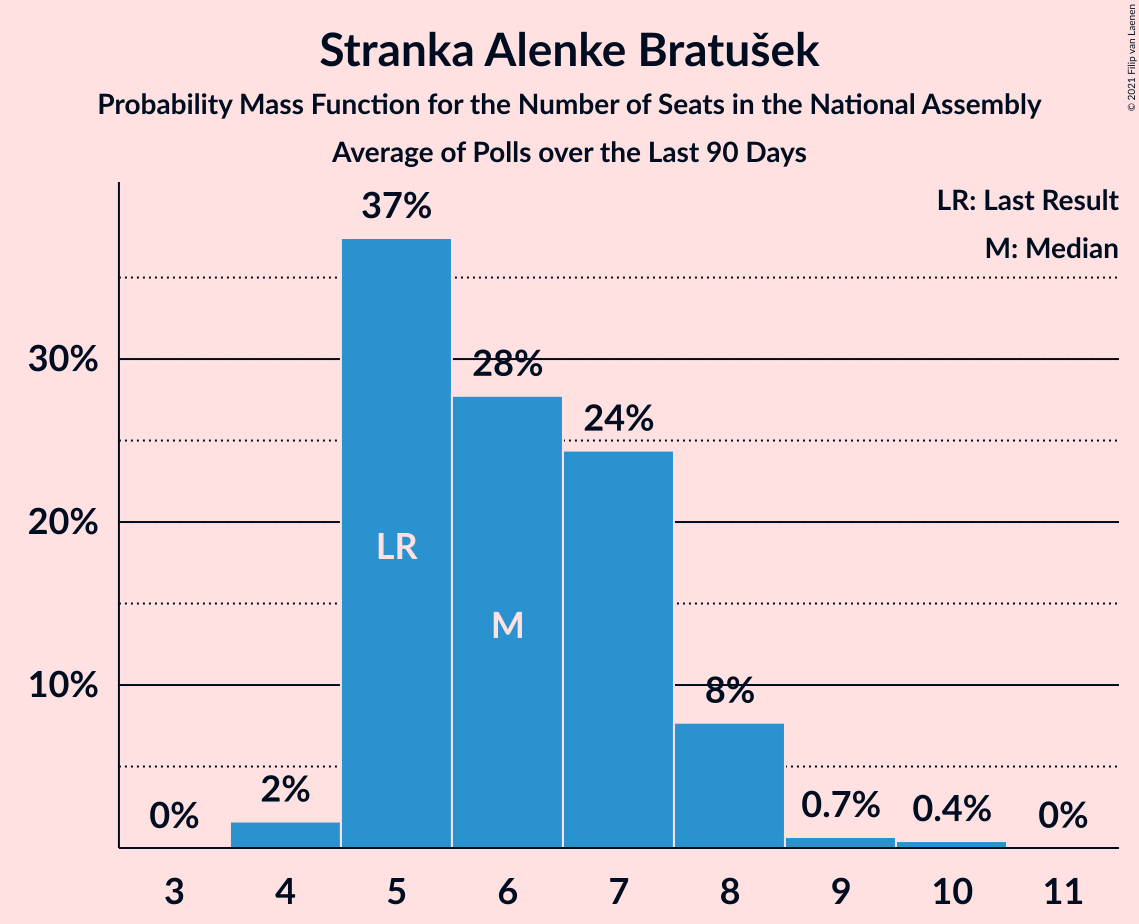 Stranka Alenke Bratušek
Probability Mass Function for the Number of Seats in the National Assembly
Average of Polls over the Last 90 Days
© 2021 Filip van Laenen
LR: Last Result
M: Median
37%
30%
28%
24%
20%
LR
M
10%
8%
0%
2%
0.7%
0.4%
0%
3 4 5 6 7 8 9 10 11